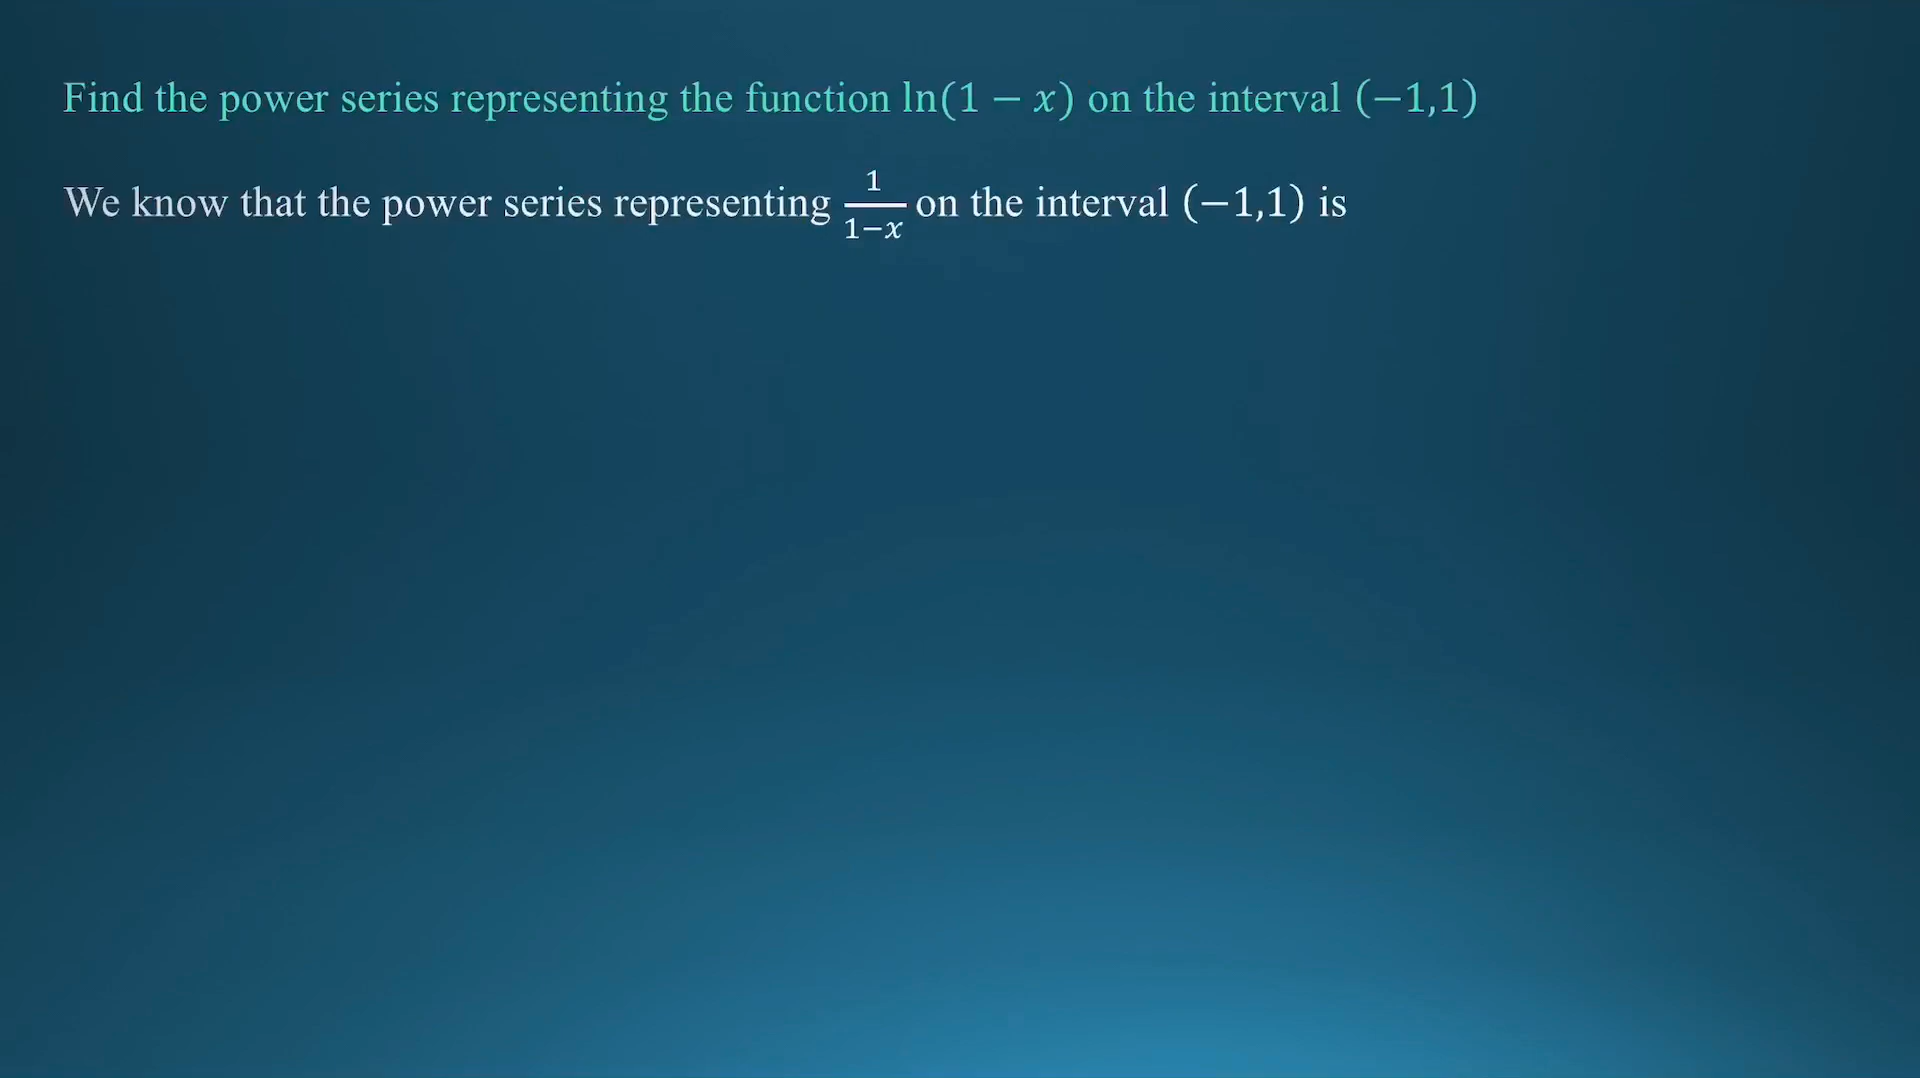 Find the power series representing the function ln(1 − x) on the interval (−1,1)
We know that the power series representing 1/(1−x) on the interval (−1,1) is